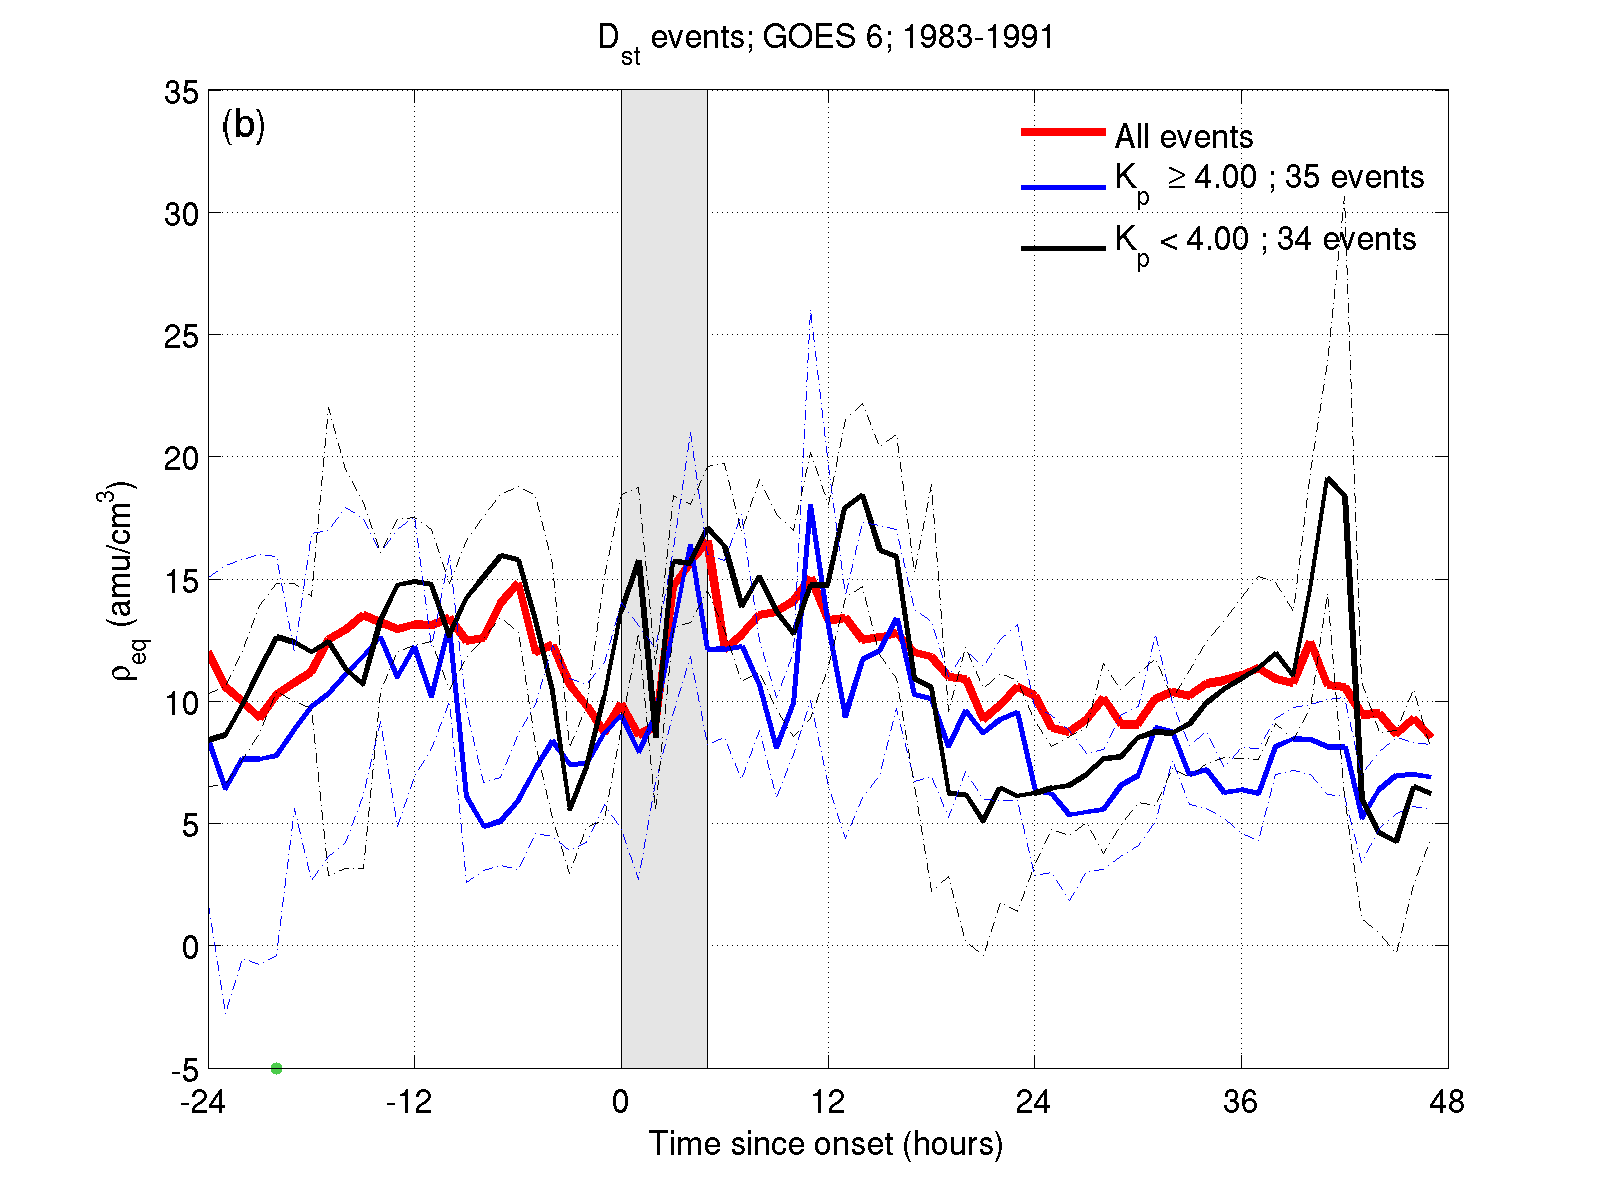 D_st events; GOES 6; 1983-1991
(b)
All events
K_p ≥ 4.00 ; 35 events
K_p < 4.00 ; 34 events
35
30
25
20
15
10
5
0
-5
ρ_eq (amu/cm^3)
-24 -12 0 12 24 36 48
Time since onset (hours)